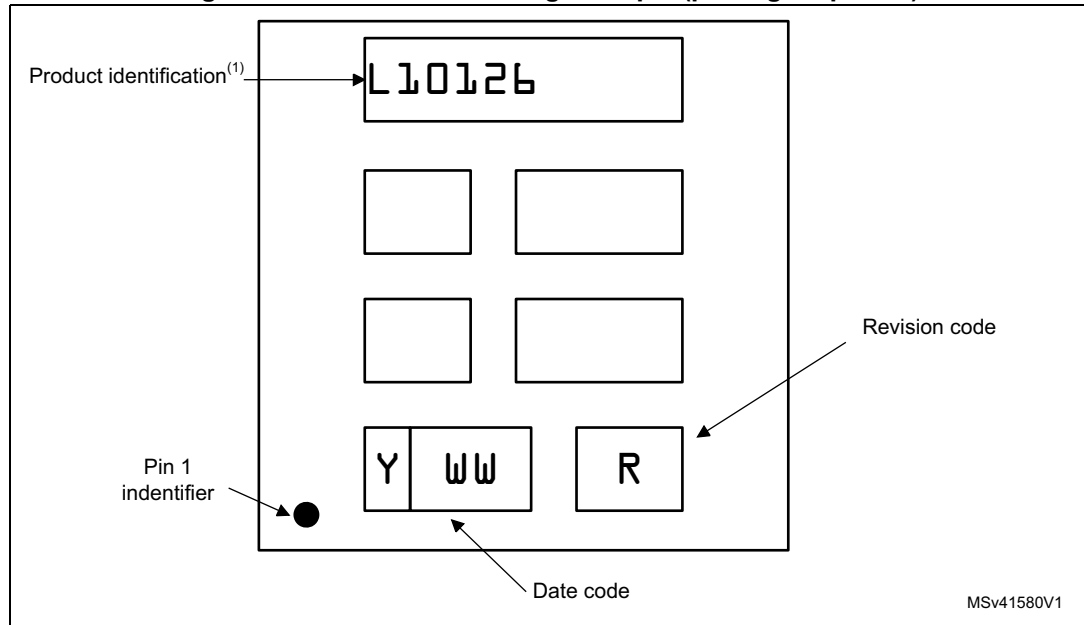 Product identification(1)
L10126
Revision code
Y WW R
Pin 1
indentifier
Date code
MSv41580V1